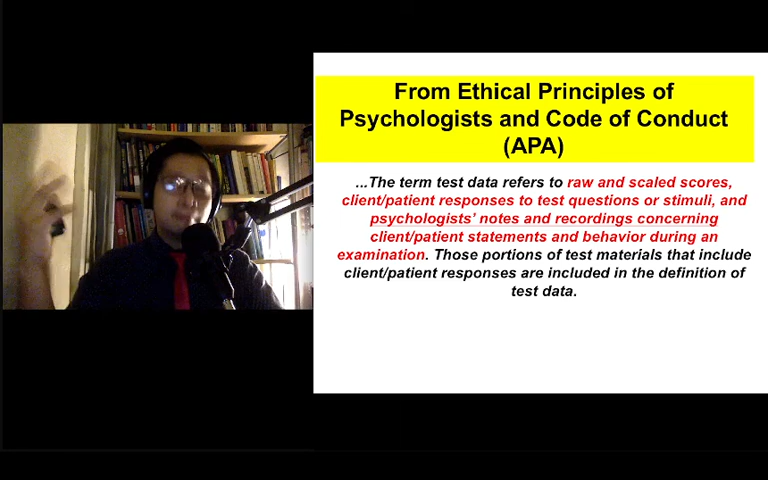 From Ethical Principles of
Psychologists and Code of Conduct
(APA)
...The term test data refers to raw and scaled scores,
client/patient responses to test questions or stimuli, and
psychologists' notes and recordings concerning
client/patient statements and behavior during an
examination. Those portions of test materials that include
client/patient responses are included in the definition of
test data.